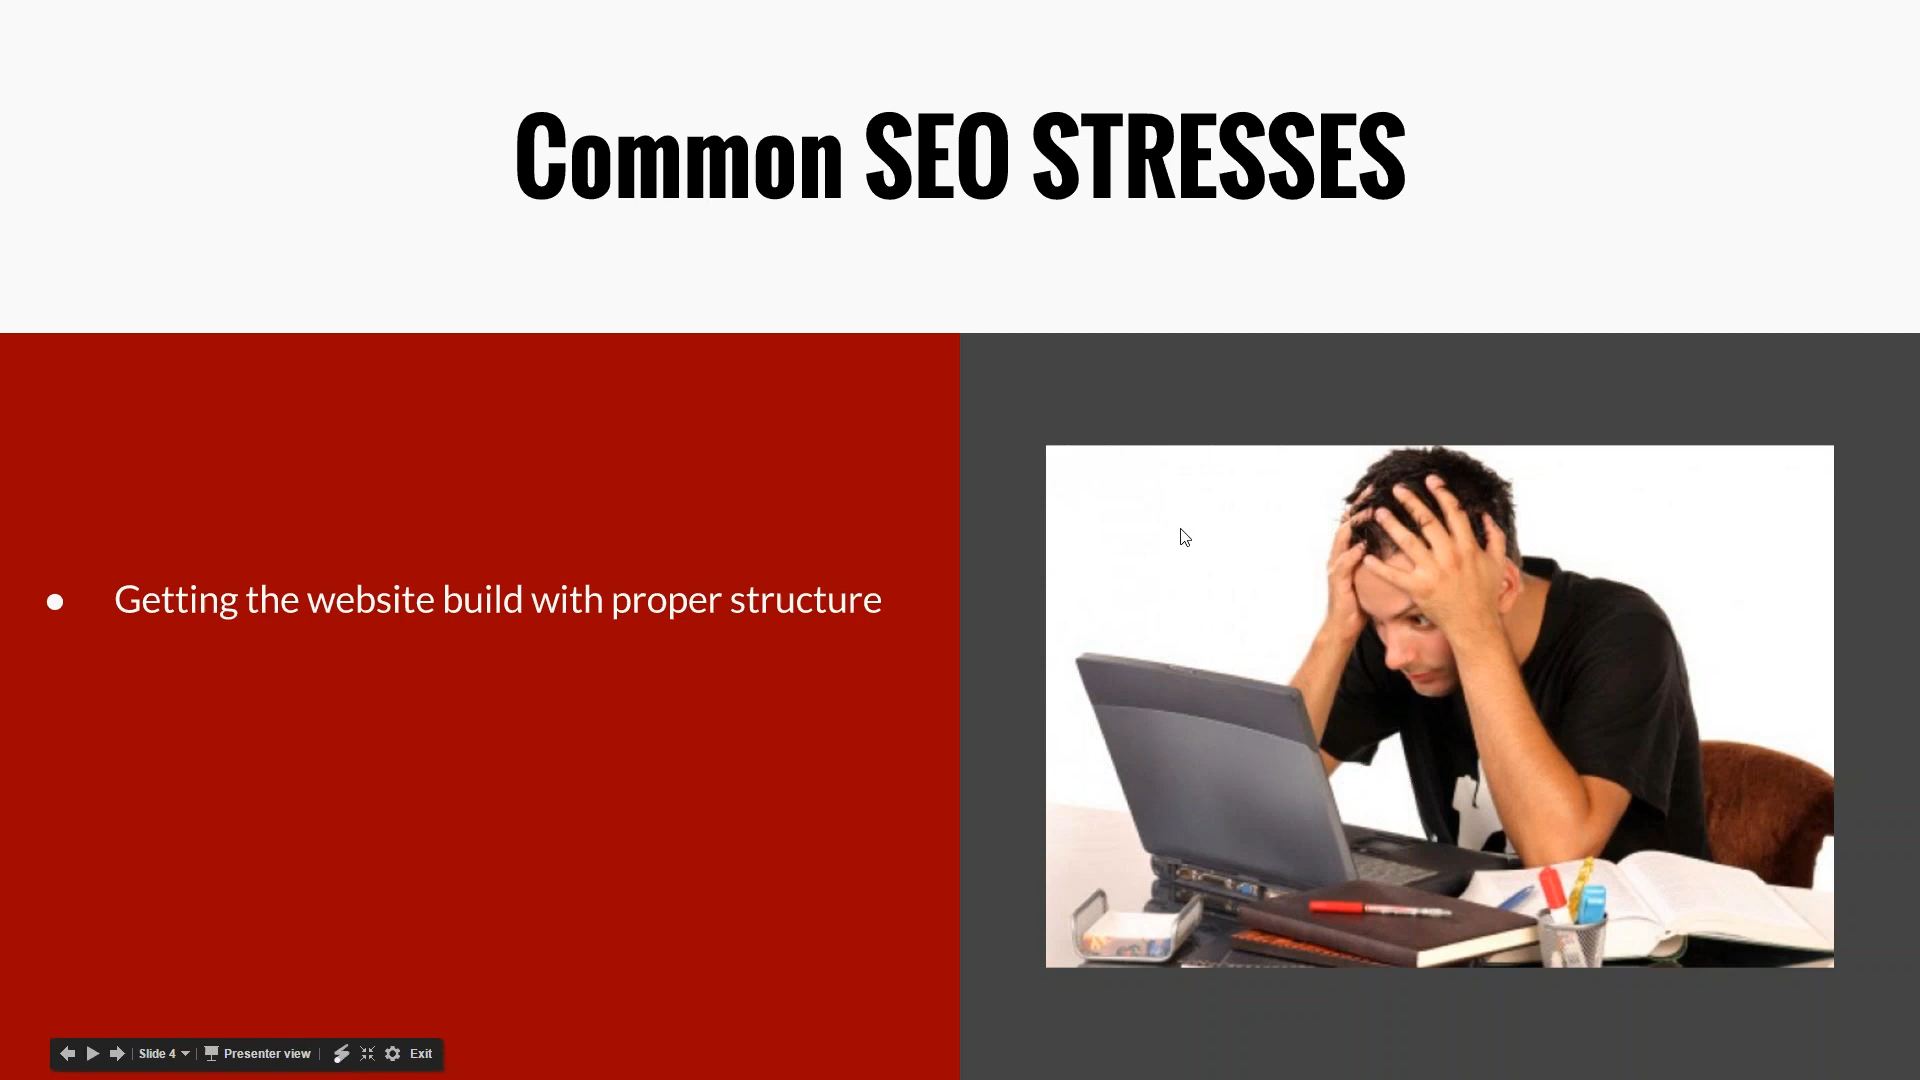 Common SEO STRESSES
● Getting the website build with proper structure
Slide 4 Presenter view Exit